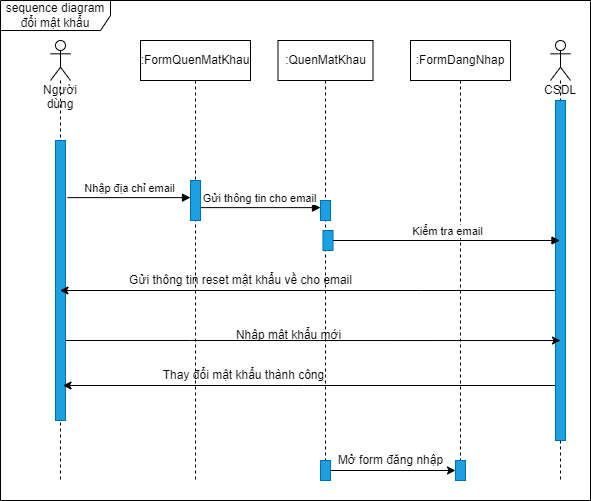 sequence diagram
đổi mật khẩu
:FormQuenMatKhau
:QuenMatKhau
:FormDangNhap
Người
dùng
CSDL
Nhập địa chỉ email
Gửi thông tin cho email
Kiểm tra email
Gửi thông tin reset mật khẩu về cho email
Nhập mật khẩu mới
Thay đổi mật khẩu thành công
Mở form đăng nhập